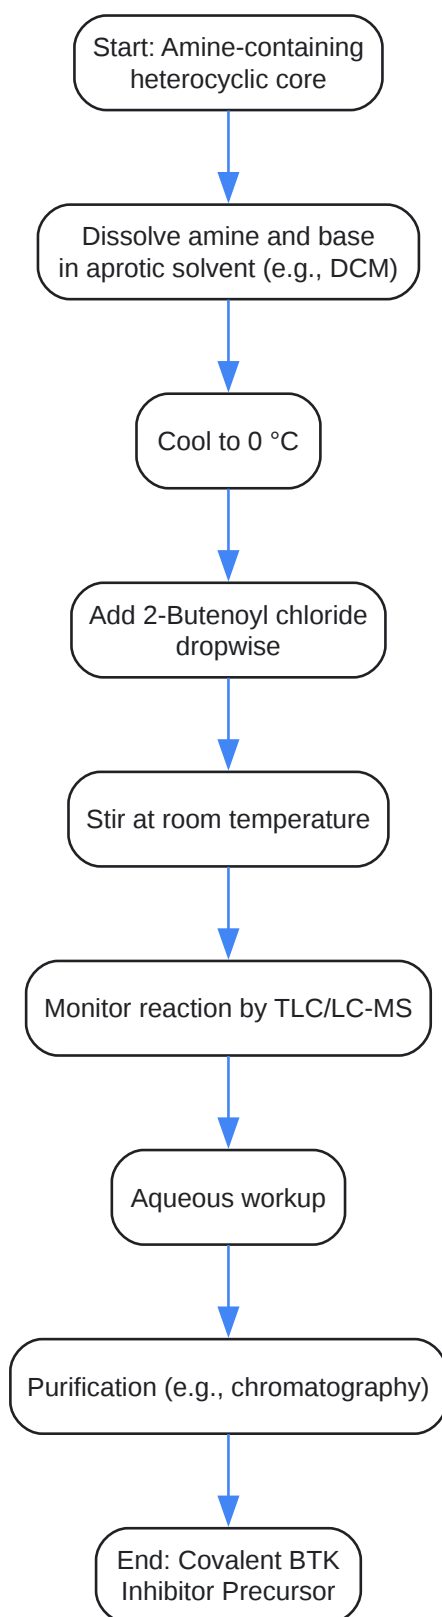 Start: Amine-containing
heterocyclic core
Dissolve amine and base
in aprotic solvent (e.g., DCM)
Cool to 0 °C
Add 2-Butenoyl chloride
dropwise
Stir at room temperature
Monitor reaction by TLC/LC-MS
Aqueous workup
Purification (e.g., chromatography)
End: Covalent BTK
Inhibitor Precursor